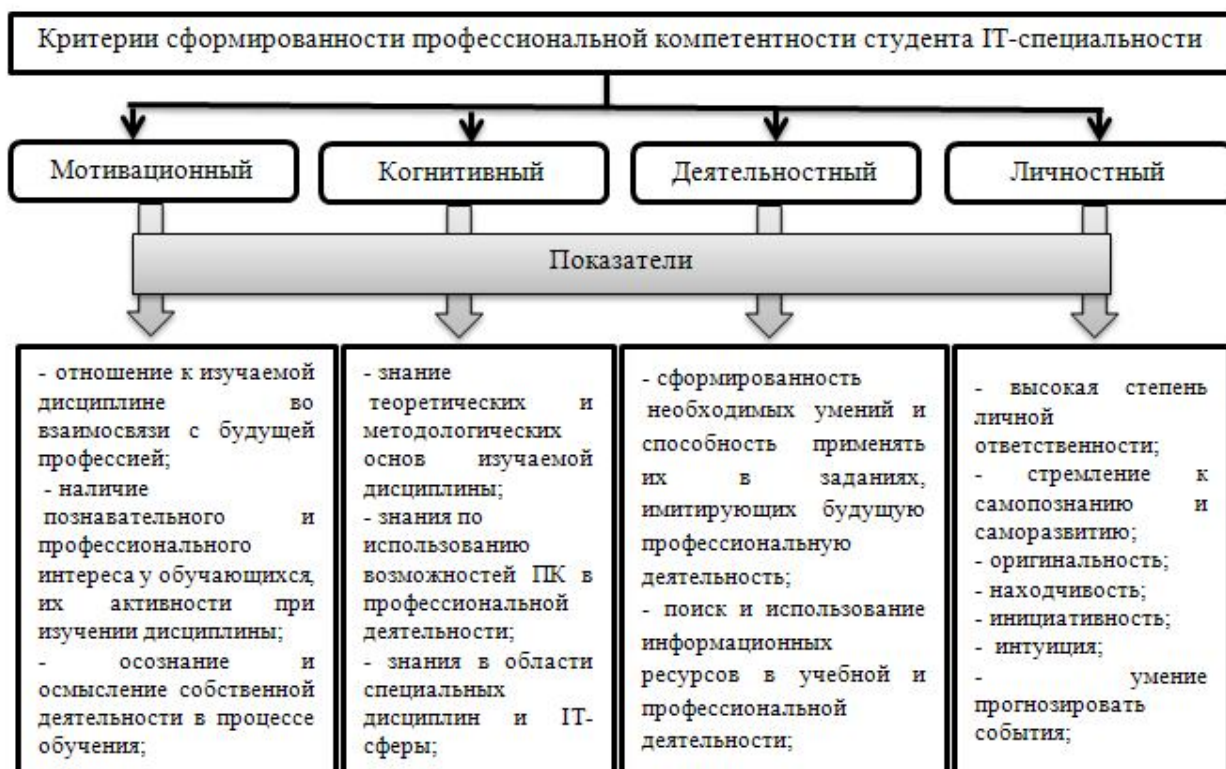 Критерии сформированности профессиональной компетентности студента IT-специальности
Мотивационный
Когнитивный
Деятельностный
Личностный
Показатели
- отношение к изучаемой
дисциплине во
взаимосвязи с будущей
профессией;
- наличие
познавательного и
профессионального
интереса у обучающихся,
их активности при
изучении дисциплины;
- осознание и
осмысление собственной
деятельности в процессе
обучения;
- знание
теоретических и
методологических
основ изучаемой
дисциплины;
- знания по
использованию
возможностей ПК в
профессиональной
деятельности;
- знания в области
специальных
дисциплин и IT-
сферы;
- сформированность
необходимых умений и
способность применять
их в заданиях,
имитирующих будущую
профессиональную
деятельность;
- поиск и использование
информационных
ресурсов в учебной и
профессиональной
деятельности;
- высокая степень
личной
ответственности;
- стремление к
самопознанию и
саморазвитию;
- оригинальность;
- находчивость;
- инициативность;
- интуиция;
- умение
прогнозировать
события;